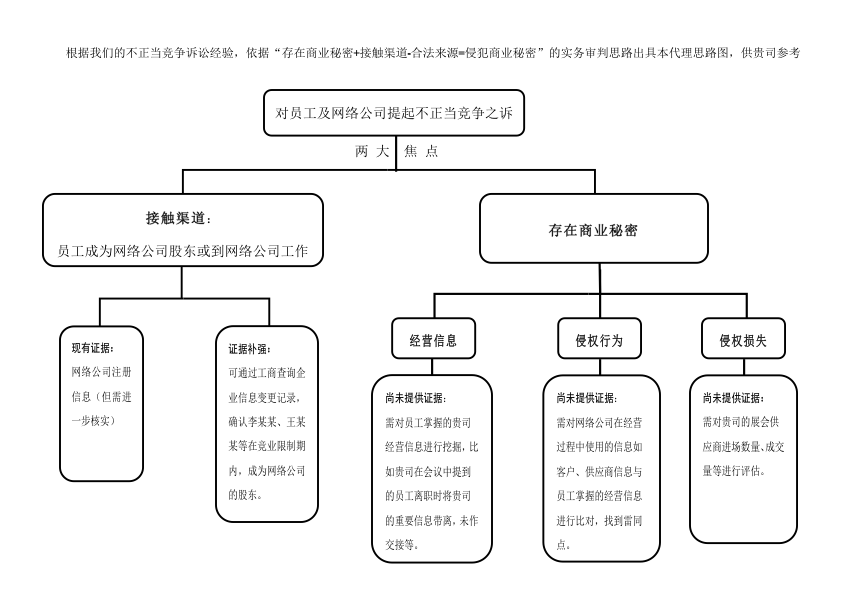 根据我们的不正当竞争诉讼经验，依据“存在商业秘密+接触渠道-合法来源=侵犯商业秘密”的实务审判思路出具本代理思路图，供贵司参考
对员工及网络公司提起不正当竞争之诉
两 大 焦 点
接触渠道：
员工成为网络公司股东或到网络公司工作
存在商业秘密
现有证据：
网络公司注册
信息（但需进
一步核实）
证据补强：
可通过工商查询企
业信息变更记录，
确认李某某、王某
某等在竞业限制期
内，成为网络公司
的股东。
经营信息
侵权行为
侵权损失
尚未提供证据：
需对员工掌握的贵司
经营信息进行挖掘，比
如贵司在会议中提到
的员工离职时将贵司
的重要信息带离，未作
交接等。
尚未提供证据：
需对网络公司在经营
过程中使用的信息如
客户、供应商信息与
员工掌握的经营信息
进行比对，找到雷同
点。
尚未提供证据：
需对贵司的展会供
应商进场数量、成交
量等进行评估。